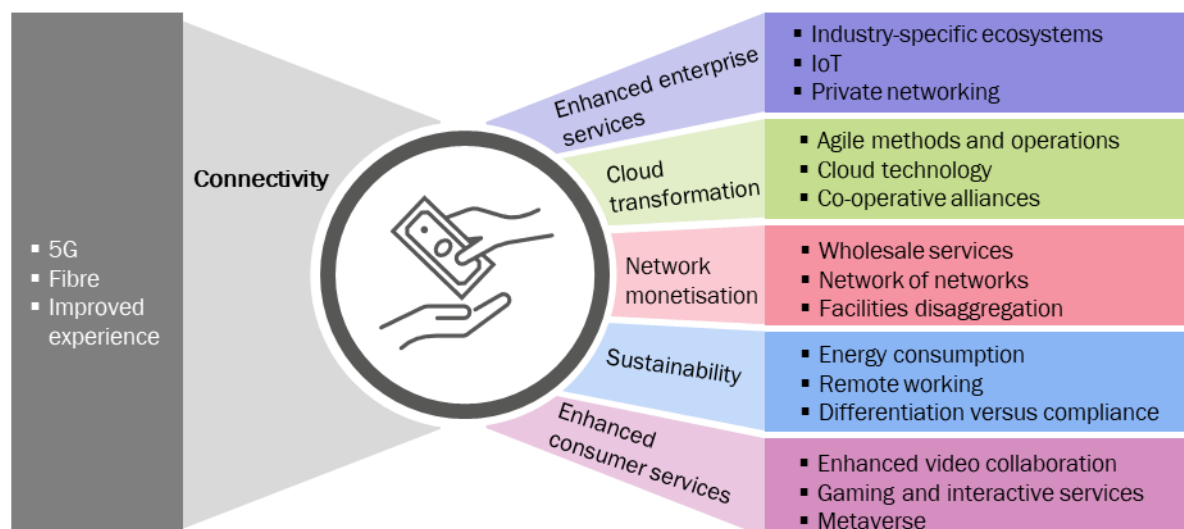 ▪ 5G
▪ Fibre
▪ Improved
experience
Connectivity
Enhanced enterprise
services
▪ Industry-specific ecosystems
▪ IoT
▪ Private networking
Cloud
transformation
▪ Agile methods and operations
▪ Cloud technology
▪ Co-operative alliances
Network
monetisation
▪ Wholesale services
▪ Network of networks
▪ Facilities disaggregation
Sustainability
▪ Energy consumption
▪ Remote working
▪ Differentiation versus compliance
Enhanced
consumer services
▪ Enhanced video collaboration
▪ Gaming and interactive services
▪ Metaverse